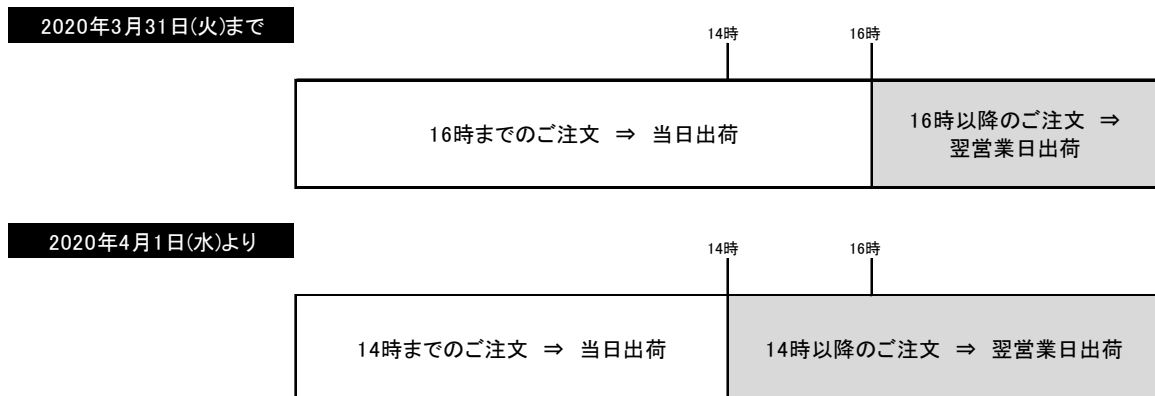 2020年3月31日(火)まで
14時
16時
16時までのご注文 ⇒ 当日出荷
16時以降のご注文 ⇒
翌営業日出荷
2020年4月1日(水)より
14時
16時
14時までのご注文 ⇒ 当日出荷
14時以降のご注文 ⇒ 翌営業日出荷